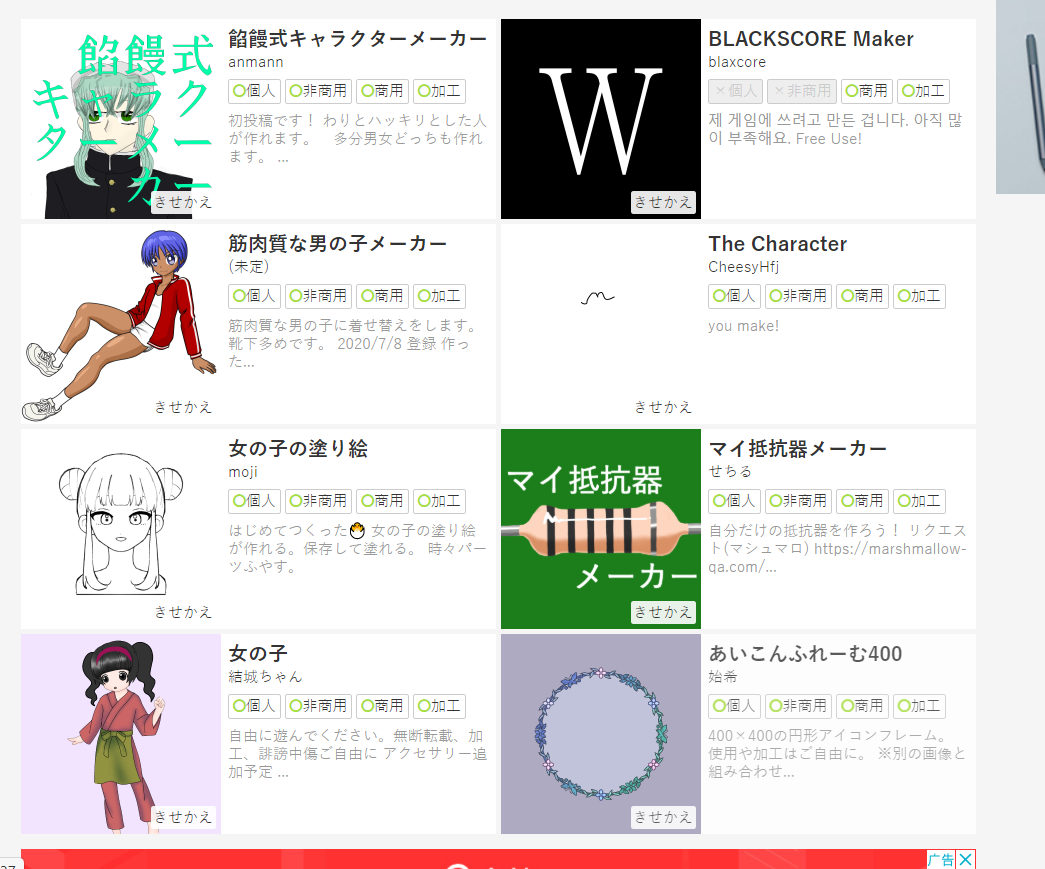 餡饅式
キャラク
ターメー
カー
きせかえ
餡饅式キャラクターメーカー
anmann
個人 非商用 商用 加工
初投稿です！ わりとハッキリとした人
が作れます。　多分男女どっちも作れ
ます。 ...
W
きせかえ
BLACKSCORE Maker
blaxcore
×個人 ×非商用 商用 加工
제 게임에 쓰려고 만든 겁니다. 아직 많
이 부족해요. Free Use!
きせかえ
筋肉質な男の子メーカー
(未定)
個人 非商用 商用 加工
筋肉質な男の子に着せ替えをします。
靴下多めです。 2020/7/8 登録 作っ
た...
きせかえ
The Character
CheesyHfj
個人 非商用 商用 加工
you make!
きせかえ
女の子の塗り絵
moji
個人 非商用 商用 加工
はじめてつくった🐣 女の子の塗り絵
が作れる。保存して塗れる。 時々パー
ツふやす。
マイ抵抗器
メーカー
きせかえ
マイ抵抗器メーカー
せちる
個人 非商用 商用 加工
自分だけの抵抗器を作ろう！ リクエス
ト(マシュマロ) https://marshmallow-
qa.com/...
きせかえ
女の子
結城ちゃん
個人 非商用 商用 加工
自由に遊んでください。無断転載、加
工、誹謗中傷ご自由に アクセサリー追
加予定 ...
きせかえ
あいこんふれーむ400
始希
個人 非商用 商用 加工
400×400の円形アイコンフレーム。
使用や加工はご自由に。 ※別の画像と
組み合わせ...
广告